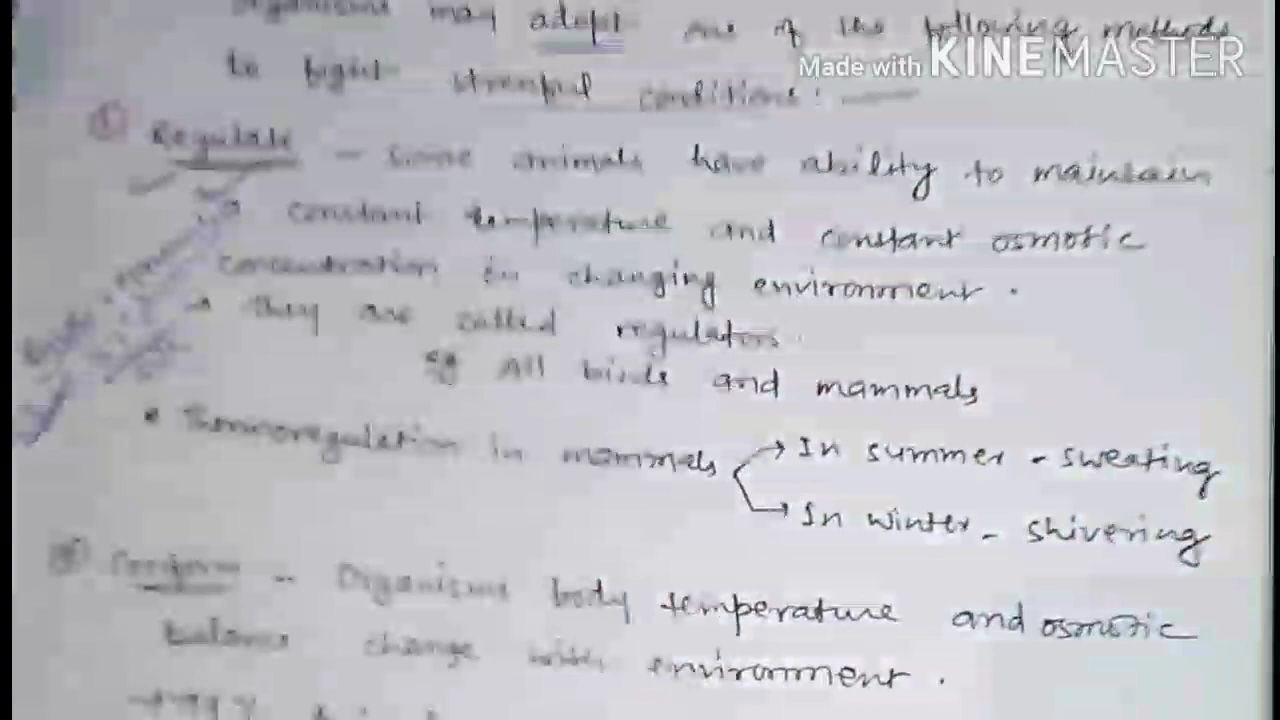 Organisms may adopt one of the following methods
Made with KINEMASTER
to fight stressful conditions:
① Regulate - Some animals have ability to maintain
constant temperature and constant osmotic
concentration in changing environment.
→ They are called regulators.
eg All birds and mammals
• Thermoregulation in mammals → In summer - sweating
→ In winter - shivering
Conform - Organisms body temperature and osmotic
balance change with environment.
→ 99%